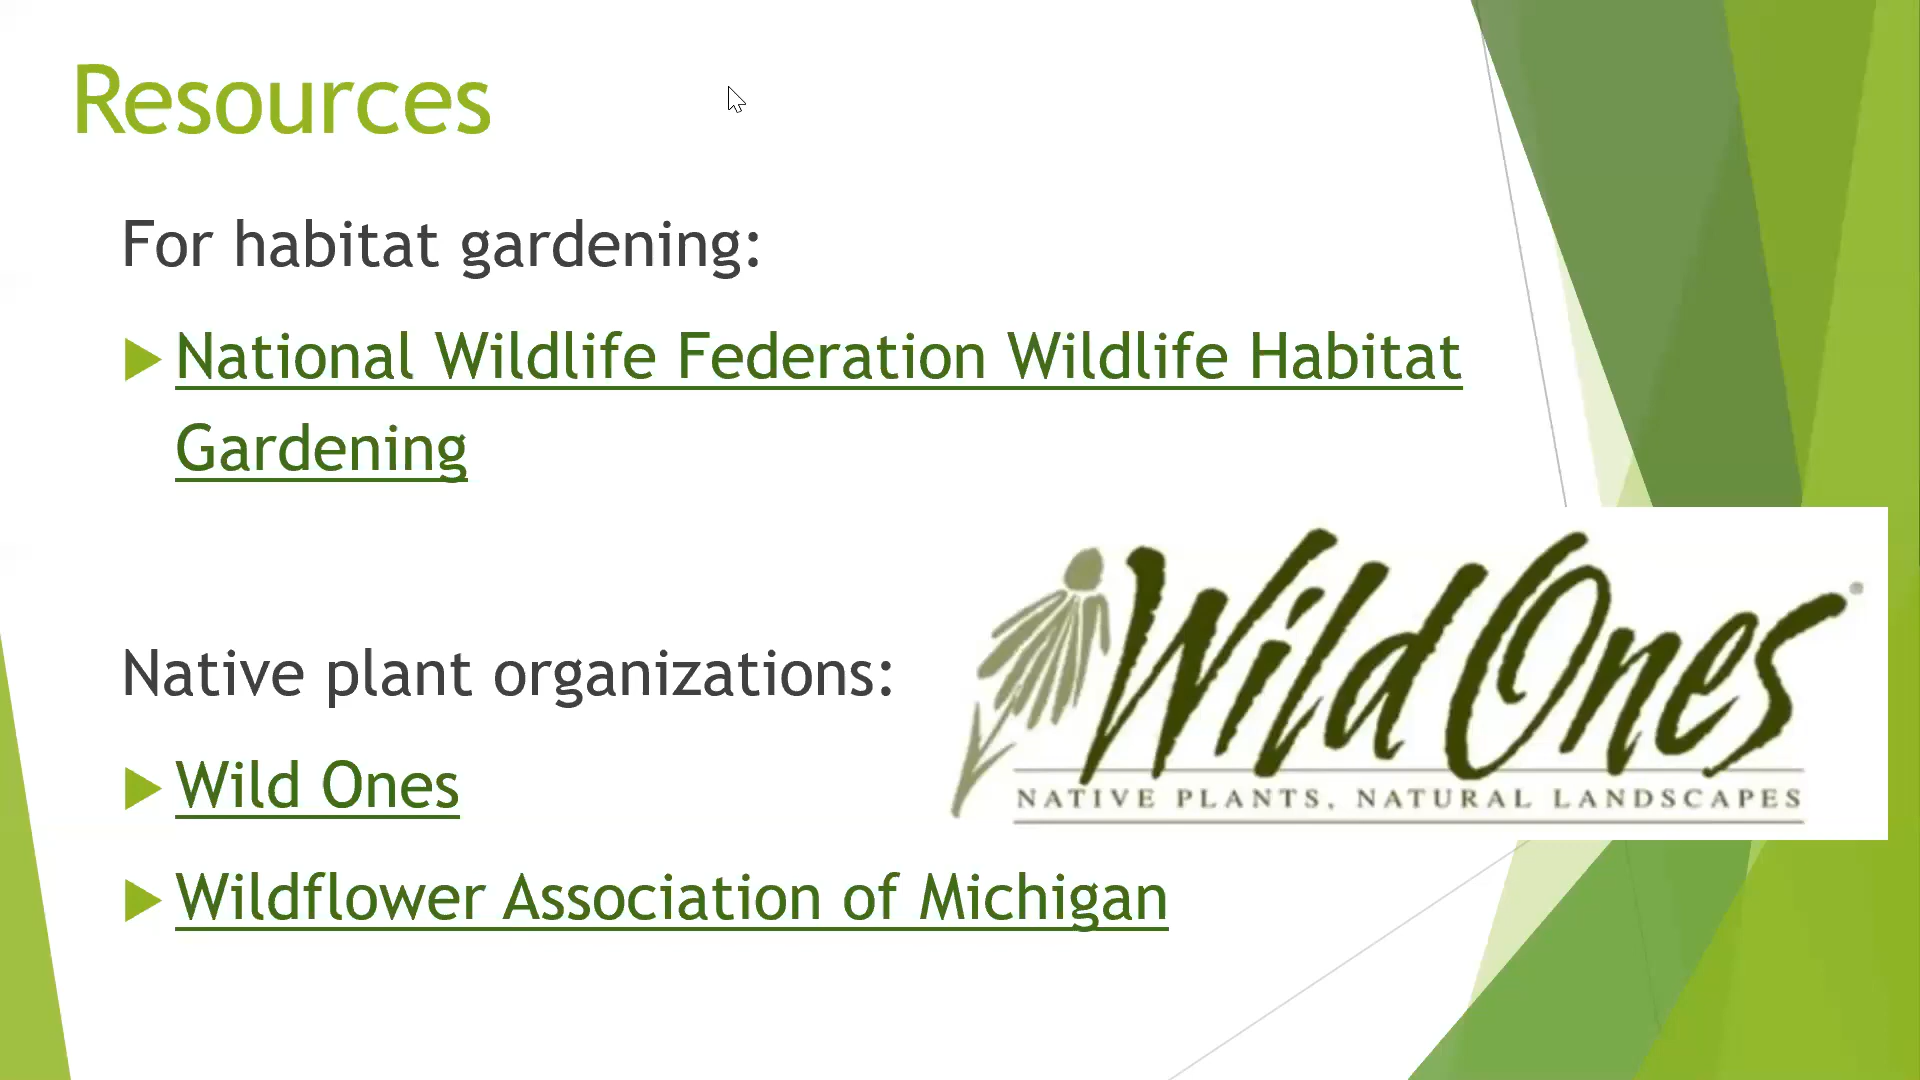 Resources
For habitat gardening:
National Wildlife Federation Wildlife Habitat
Gardening
Native plant organizations:
Wild Ones
Wildflower Association of Michigan
Wild Ones
NATIVE PLANTS, NATURAL LANDSCAPES